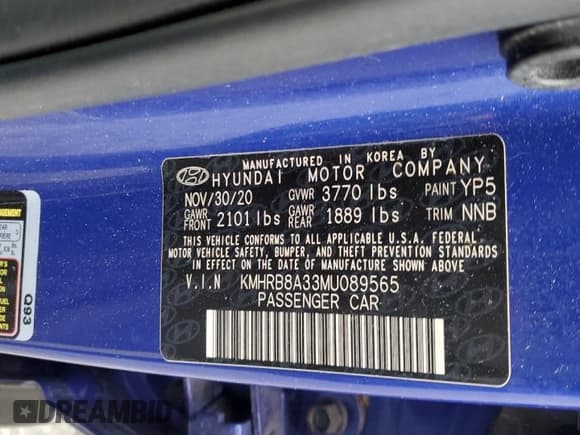 MANUFACTURED IN KOREA BY
HYUNDAI MOTOR COMPANY
NOV/30/20 GVWR 3770 lbs PAINT YP5
GAWR FRONT 2101 lbs GAWR REAR 1889 lbs TRIM NNB
THIS VEHICLE CONFORMS TO ALL APPLICABLE U.S.A. FEDERAL
MOTOR VEHICLE SAFETY, BUMPER, AND THEFT PREVENTION STANDARDS
IN EFFECT ON THE DATE OF MANUFACTURE SHOWN ABOVE.
V.I.N KMHRB8A33MU089565
PASSENGER CAR
Q93
DREAMBID